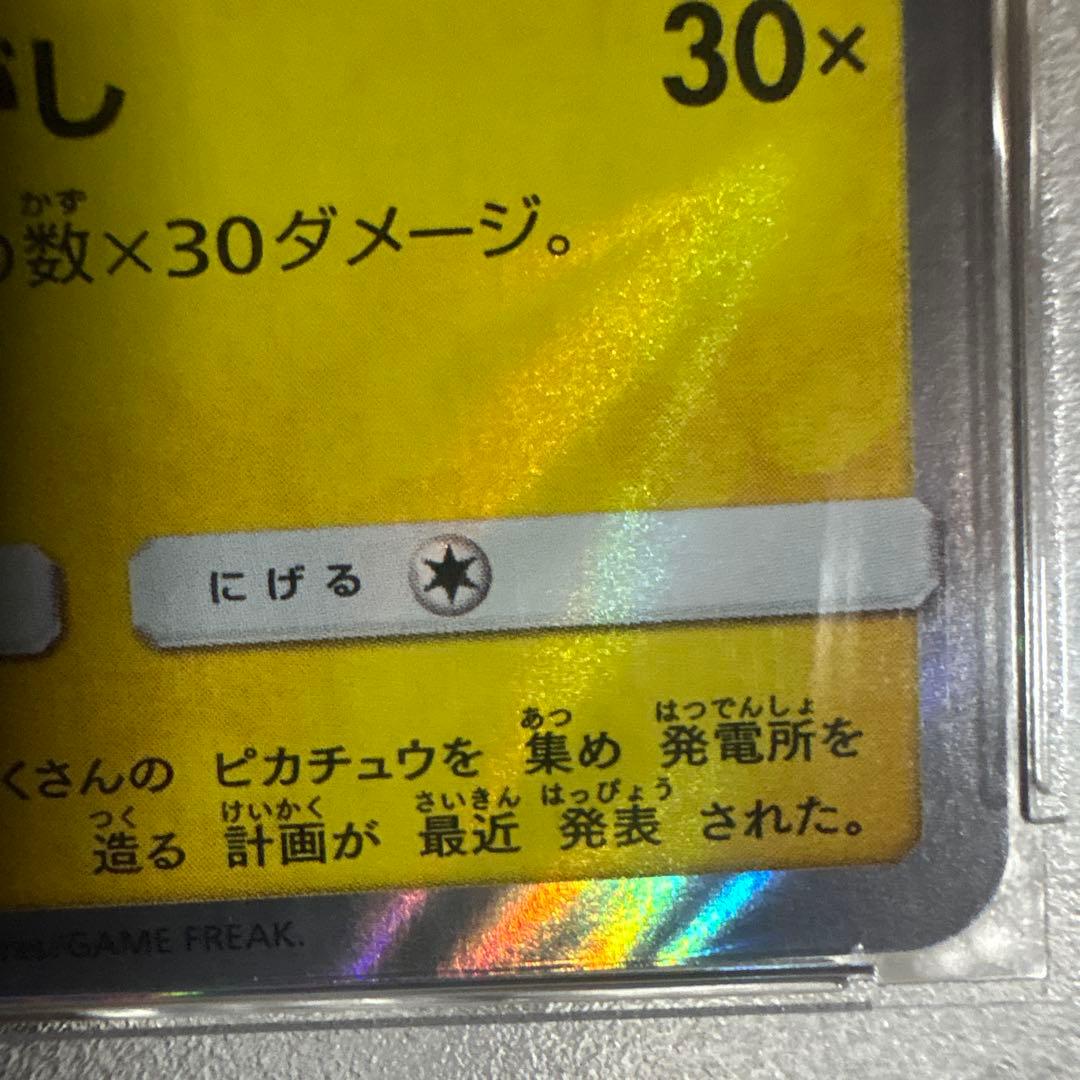 し 30×
数×30ダメージ。
にげる
くさんの ピカチュウを 集め 発電所を
造る 計画が 最近 発表 された。
GAME FREAK.